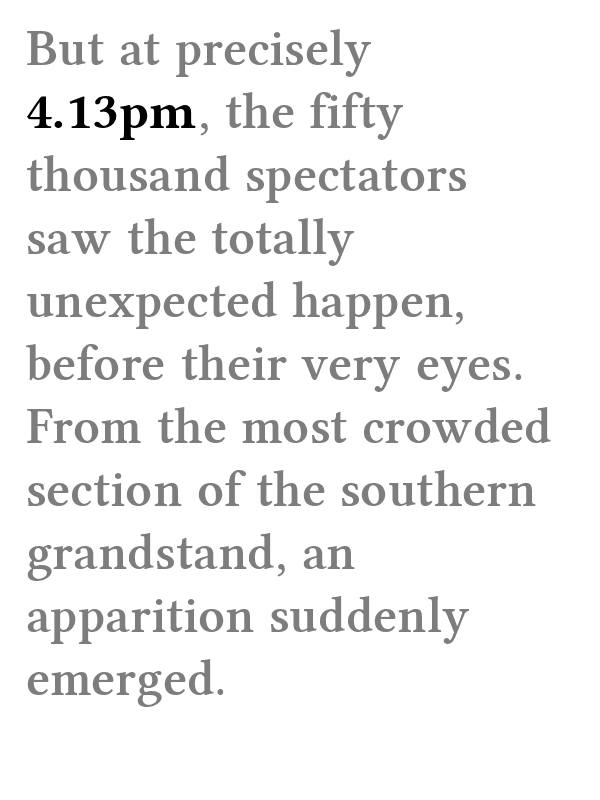 But at precisely
4.13pm, the fifty
thousand spectators
saw the totally
unexpected happen,
before their very eyes.
From the most crowded
section of the southern
grandstand, an
apparition suddenly
emerged.